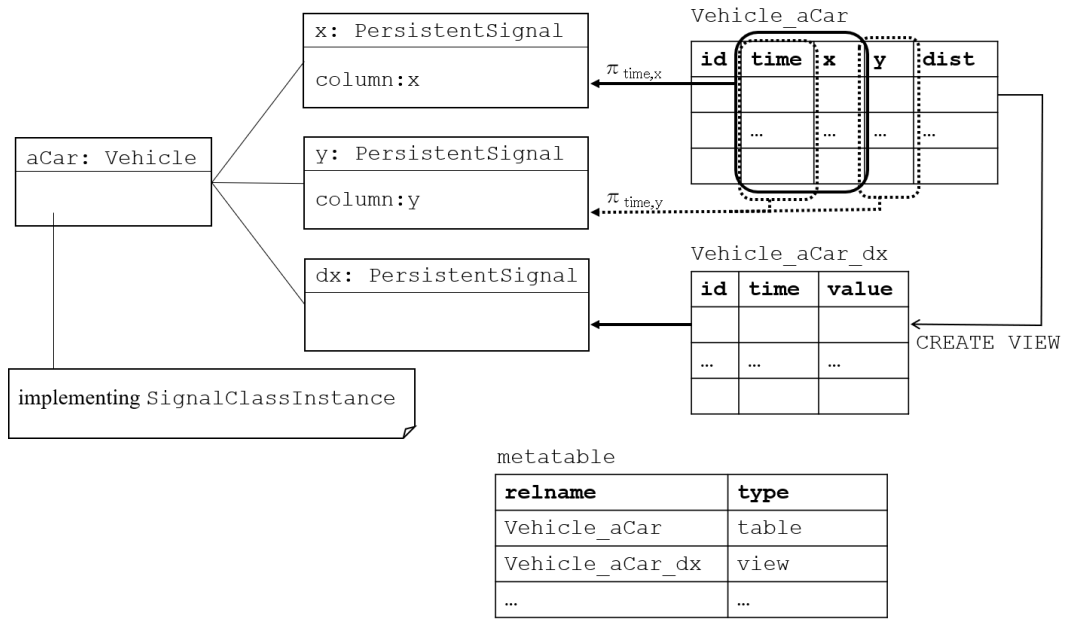 x: PersistentSignal
column:x
Vehicle_aCar
id time x y dist
… … … …
π time,x
aCar: Vehicle
y: PersistentSignal
column:y
π time,y
dx: PersistentSignal
Vehicle_aCar_dx
id time value
… … …
CREATE VIEW
implementing SignalClassInstance
metatable
relname type
Vehicle_aCar table
Vehicle_aCar_dx view
… …